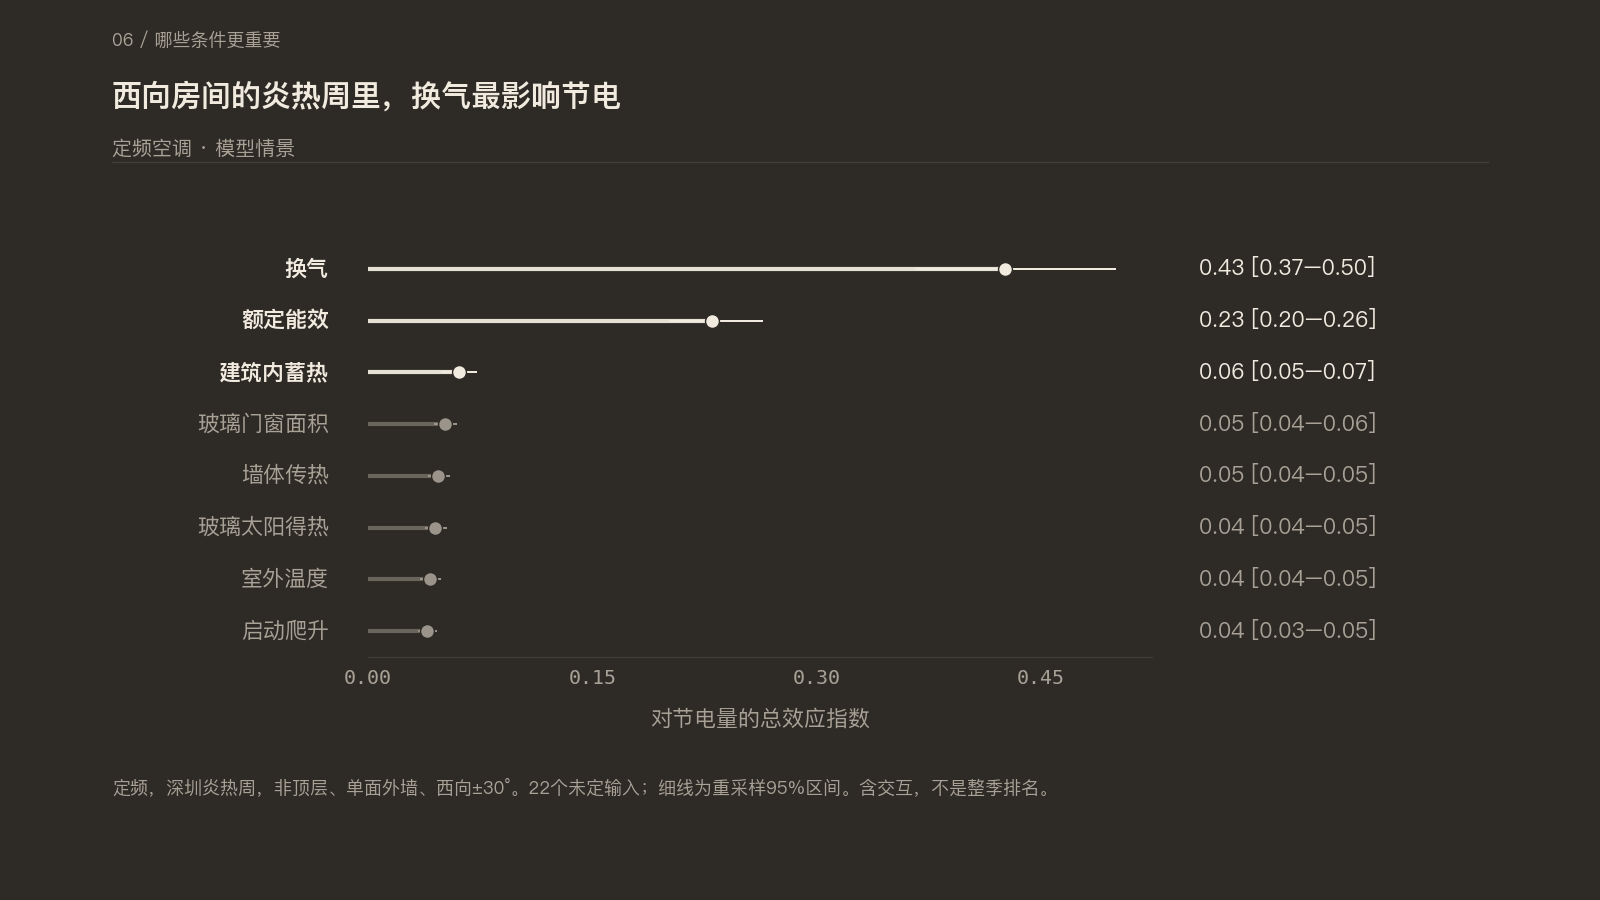 06 / 哪些条件更重要
西向房间的炎热周里，换气最影响节电
定频空调 · 模型情景
换气 0.43 [0.37—0.50]
额定能效 0.23 [0.20—0.26]
建筑内蓄热 0.06 [0.05—0.07]
玻璃门窗面积 0.05 [0.04—0.06]
墙体传热 0.05 [0.04—0.05]
玻璃太阳得热 0.04 [0.04—0.05]
室外温度 0.04 [0.04—0.05]
启动爬升 0.04 [0.03—0.05]
0.00 0.15 0.30 0.45
对节电量的总效应指数
定频，深圳炎热周，非顶层、单面外墙、西向±30°。22个未定输入；细线为重采样95%区间。含交互，不是整季排名。